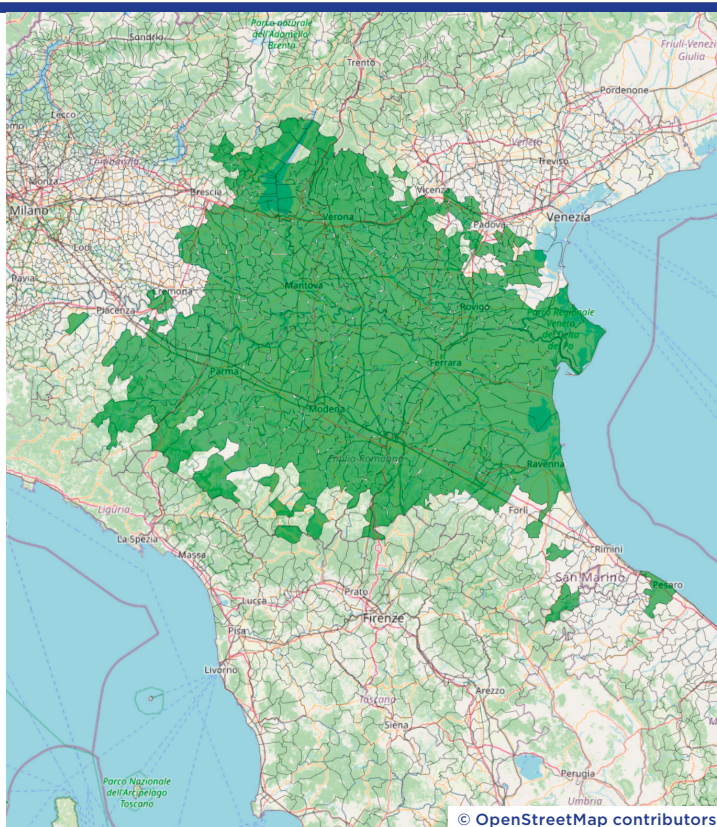 Parco naturale
dell'Adamello
Brenta
Sondrio
Friuli-Venezi
Giulia
Trento
Pordenone
Lecco
Veneto
Treviso
Lombardia
Monza
Brescia
Vicenza
Milano
Verona
Padova
Venezia
Lodi
Pavia
Mantova
Cremona
Rovigo
Piacenza
Parco Regionale
Veneto
del Delta
del Po
Ferrara
Parma
Modena
Emilia-Romagna
Ravenna
Liguria
Forlì
La Spezia
Rimini
Massa
San Marino
Pesaro
Prato
Lucca
Firenze
Pisa
Livorno
Arezzo
Toscana
Siena
Parco Nazionale
dell'Arcipelago
Toscano
Perugia
Umbria
© OpenStreetMap contributors